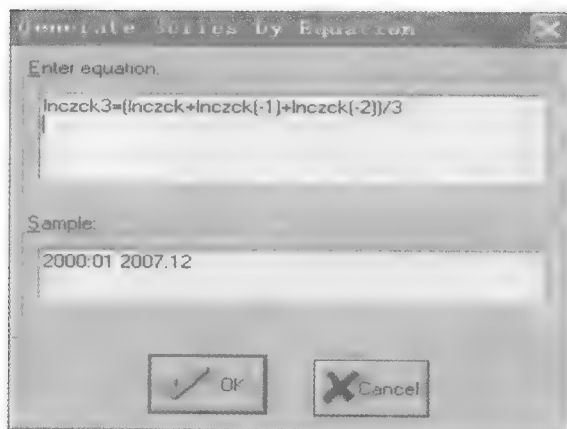 Generate Series by Equation
Enter equation:
lnczck3=(lnczck+lnczck(-1)+lnczck(-2))/3
Sample:
2000:01 2007.12
OK
Cancel